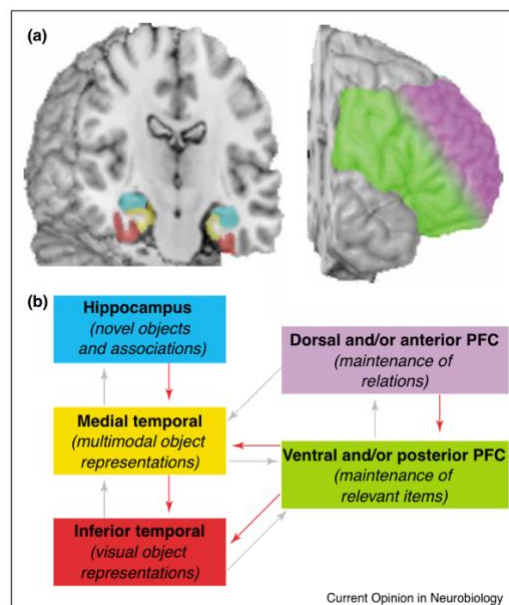 (a)
(b)
Hippocampus
(novel objects
and associations)
Dorsal and/or anterior PFC
(maintenance of
relations)
Medial temporal
(multimodal object
representations)
Ventral and/or posterior PFC
(maintenance of
relevant items)
Inferior temporal
(visual object
representations)
Current Opinion in Neurobiology